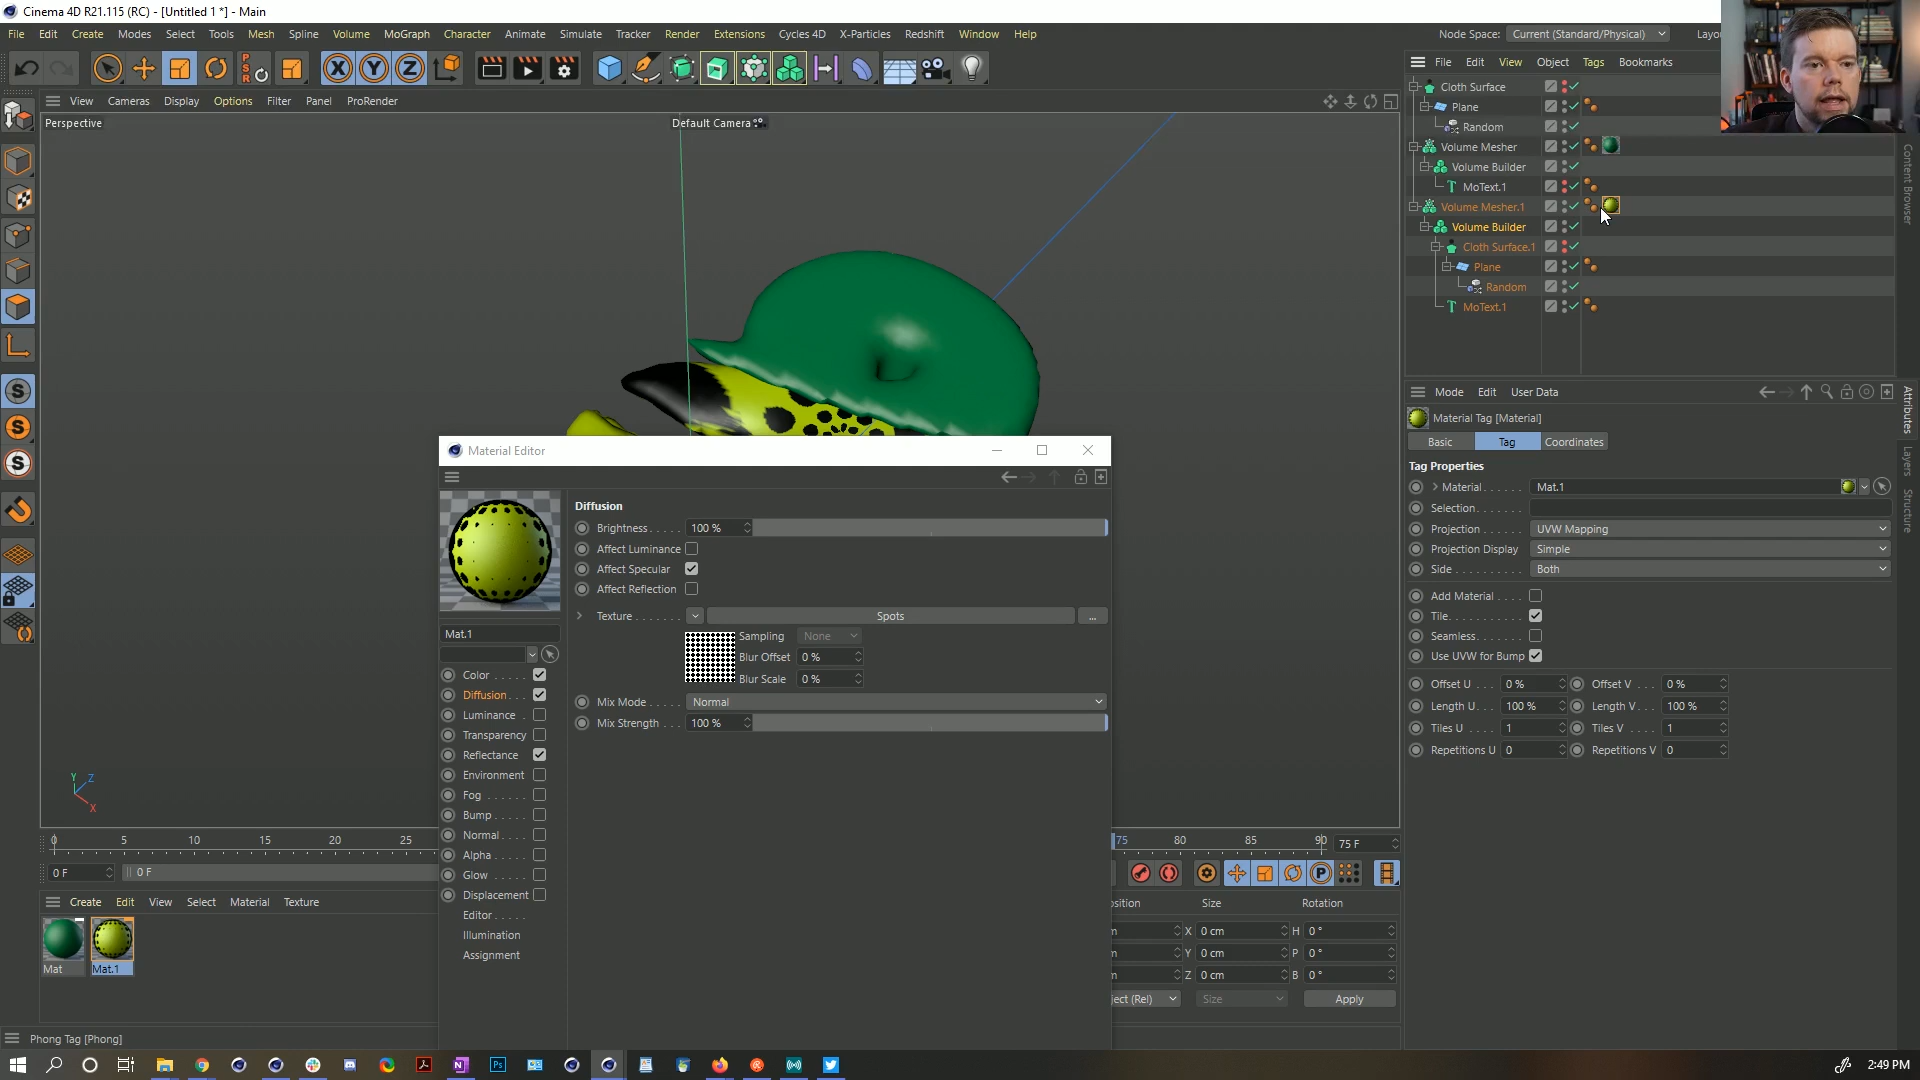 Cinema 4D R21.115 (RC) - [Untitled 1 *] - Main
File Edit Create Modes Select Tools Mesh Spline Volume MoGraph Character Animate Simulate Tracker Render Extensions Cycles 4D X-Particles Redshift Window Help
Node Space: Current (Standard/Physical)
View Cameras Display Options Filter Panel ProRender
Perspective
Default Camera
File Edit View Object Tags Bookmarks
Cloth Surface
Plane
Random
Volume Mesher
Volume Builder
MoText.1
Volume Mesher.1
Volume Builder
Cloth Surface.1
Plane
Random
MoText.1
Content Browser
Attributes
Layers
Structure
Mode Edit User Data
Material Tag [Material]
Basic Tag Coordinates
Tag Properties
Material . . . . . . Mat.1
Selection. . . . . . .
Projection . . . . . UVW Mapping
Projection Display Simple
Side . . . . . . . . . . Both
Add Material . . . .
Tile. . . . . . . . . . .
Seamless. . . . . . .
Use UVW for Bump
Offset U . . . 0 % Offset V . . . 0 %
Length U. . . 100 % Length V. . . 100 %
Tiles U . . . . 1 Tiles V . . . . 1
Repetitions U 0 Repetitions V 0
Material Editor
Mat.1
Color . . . . .
Diffusion . . .
Luminance .
Transparency
Reflectance
Environment
Fog . . . . . .
Bump . . . . .
Normal . . . .
Alpha . . . . .
Glow . . . . .
Displacement
Editor . . . . .
Illumination
Assignment
Diffusion
Brightness . . . . . 100 %
Affect Luminance
Affect Specular
Affect Reflection
Texture . . . . . . . Spots ...
Sampling None
Blur Offset 0 %
Blur Scale 0 %
Mix Mode . . . . . Normal
Mix Strength . . . 100 %
0 5 10 15 20 25 75 80 85 90 75 F
0 F 0 F
Create Edit View Select Material Texture
Mat Mat.1
Size Rotation
X 0 cm H 0 °
Y 0 cm P 0 °
Z 0 cm B 0 °
Size Apply
Phong Tag [Phong]
2:49 PM